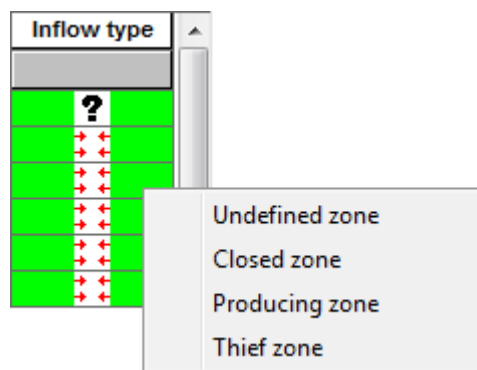 Inflow type
?
Undefined zone
Closed zone
Producing zone
Thief zone